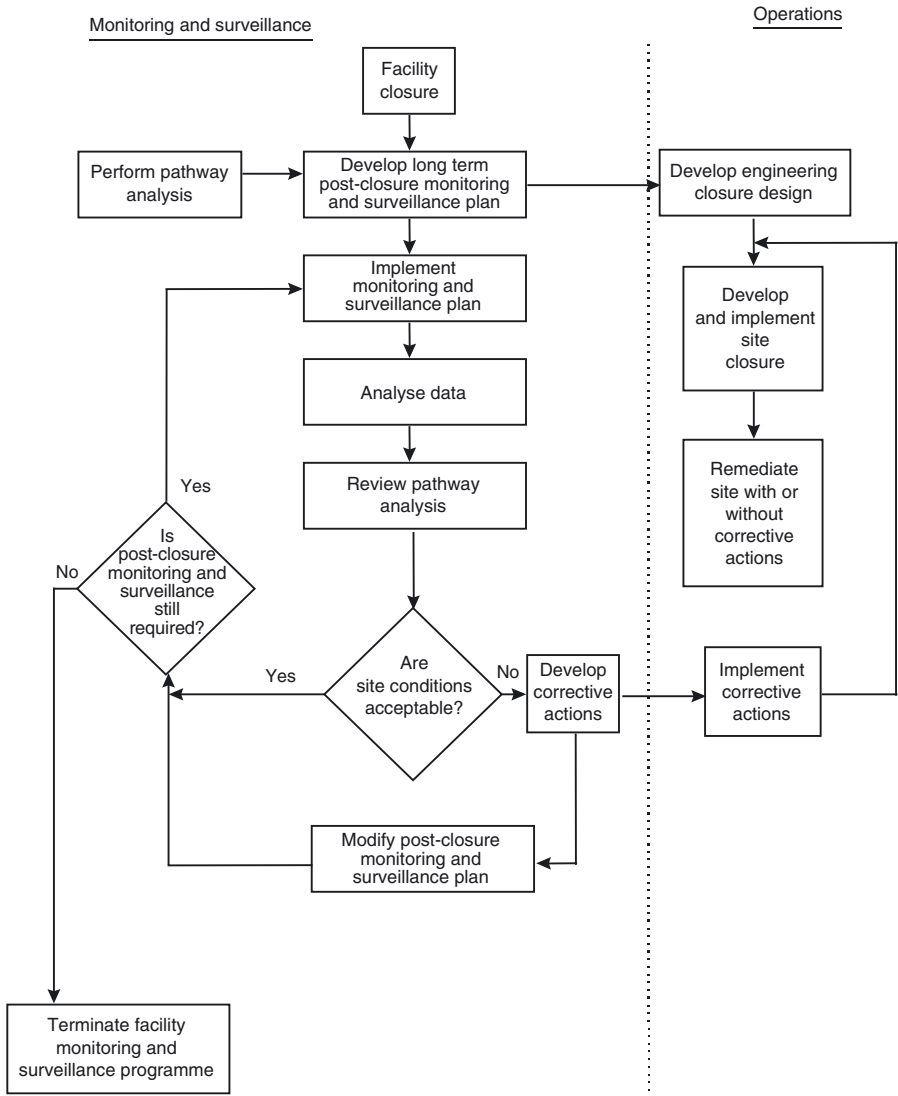 Monitoring and surveillance
Operations
Facility
closure
Perform pathway
analysis
Develop long term
post-closure monitoring
and surveillance plan
Develop engineering
closure design
Implement
monitoring and
surveillance plan
Develop
and implement
site
closure
Analyse data
Review pathway
analysis
Remediate
site with or
without
corrective
actions
Yes
No
Is
post-closure
monitoring and
surveillance
still
required?
Yes
Are
site conditions
acceptable?
No
Develop
corrective
actions
Implement
corrective
actions
Modify post-closure
monitoring and
surveillance plan
Terminate facility
monitoring and
surveillance programme